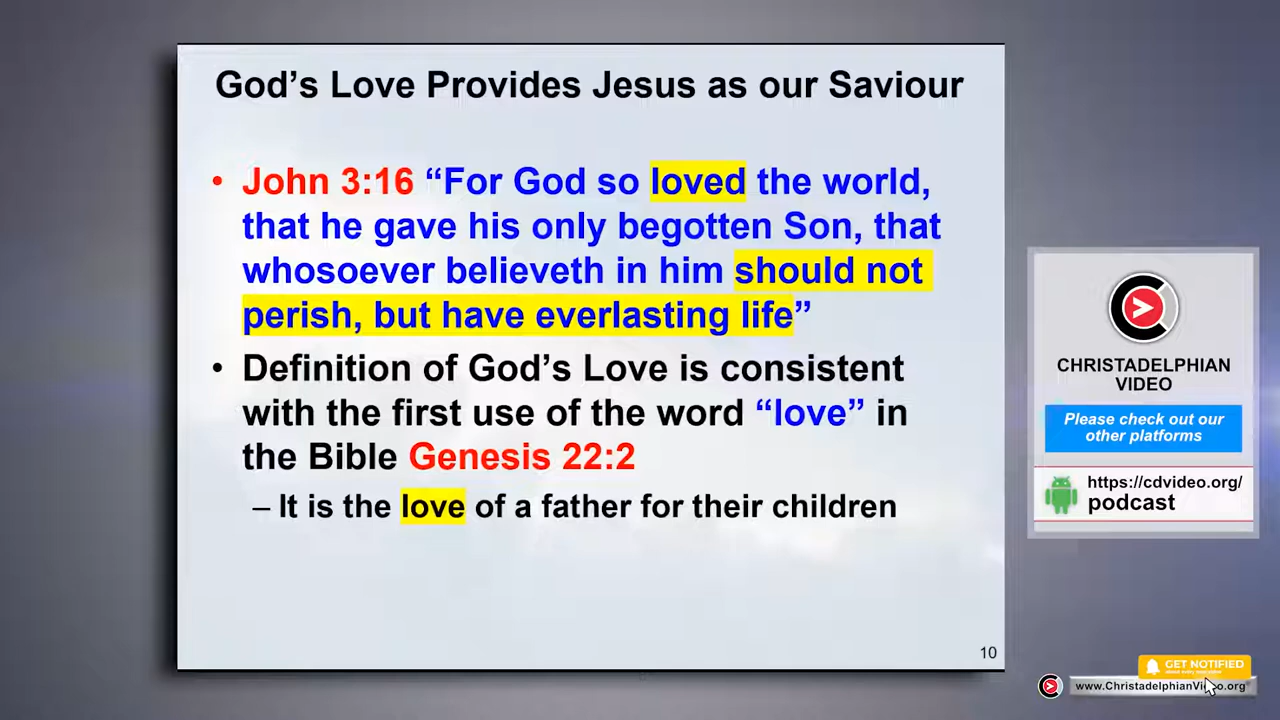 God’s Love Provides Jesus as our Saviour
• John 3:16 “For God so loved the world,
that he gave his only begotten Son, that
whosoever believeth in him should not
perish, but have everlasting life”
• Definition of God’s Love is consistent
with the first use of the word “love” in
the Bible Genesis 22:2
– It is the love of a father for their children
10
CHRISTADELPHIAN
VIDEO
Please check out our
other platforms
https://cdvideo.org/
podcast
GET NOTIFIED
www.ChristadelphianVideo.org